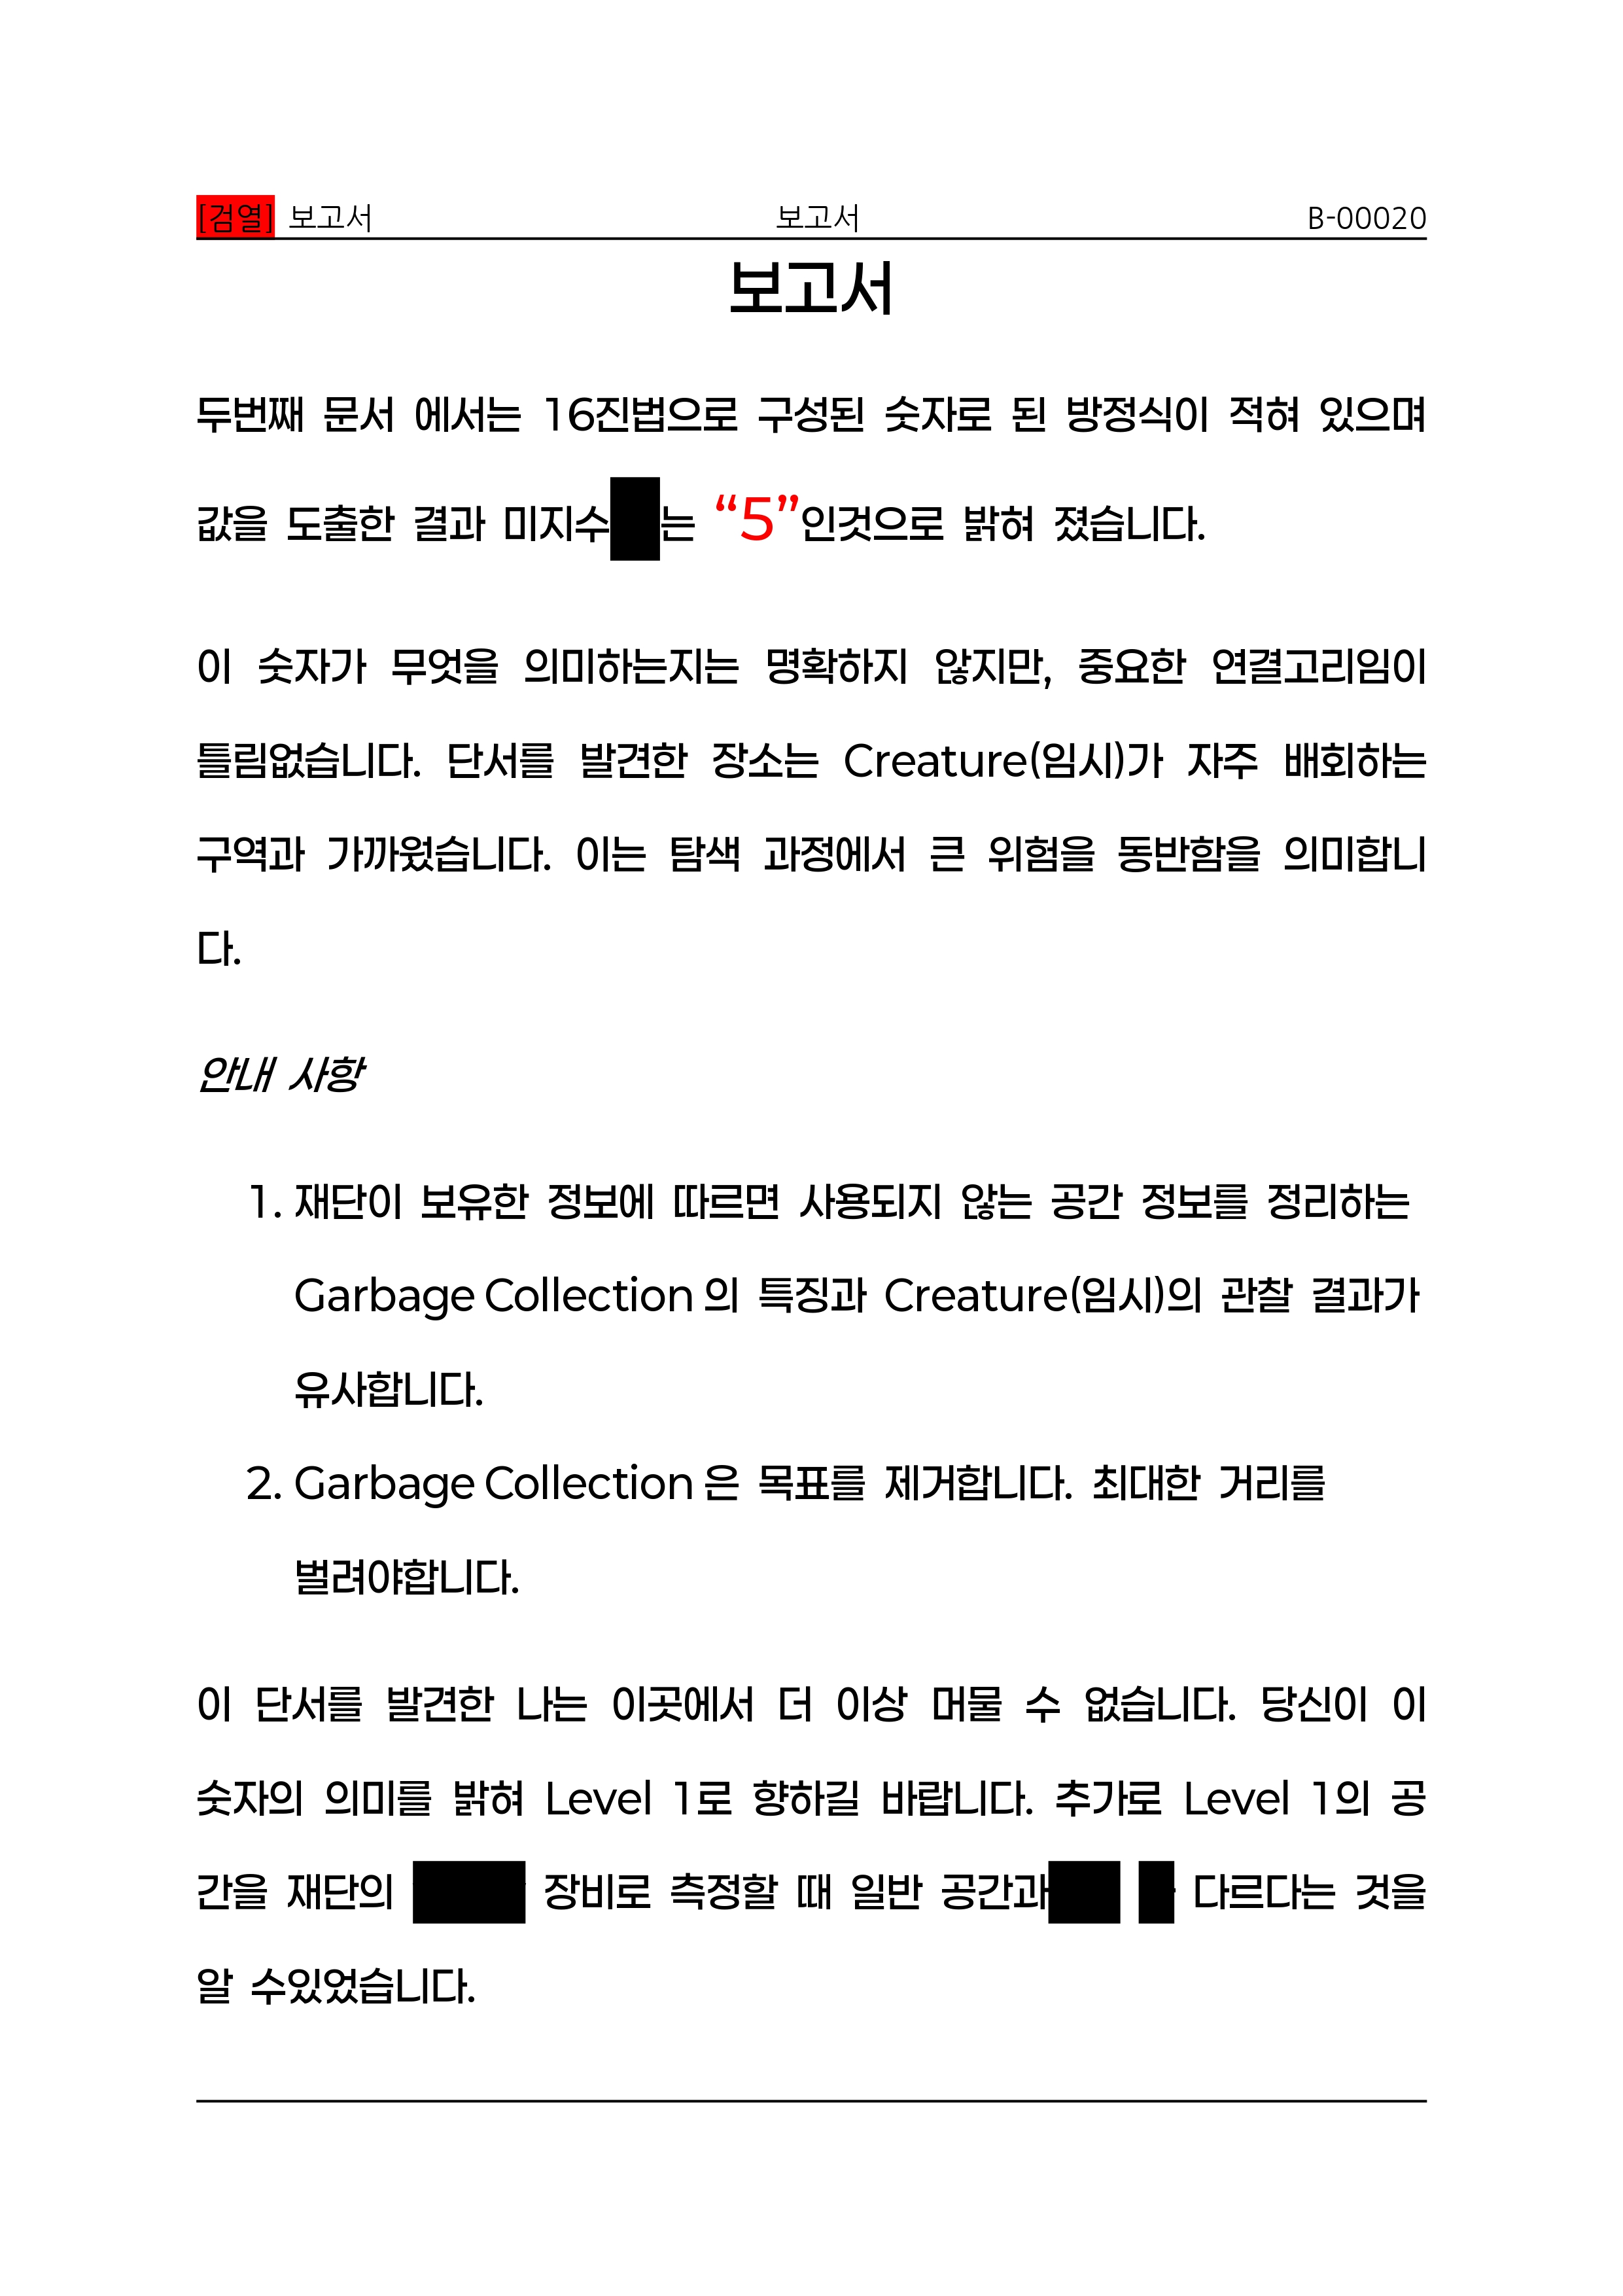 [검열] 보고서 보고서 B-00020
보고서
두번째 문서 에서는 16진법으로 구성된 숫자로 된 방정식이 적혀 있으며
값을 도출한 결과 미지수 는 “5”인것으로 밝혀 졌습니다.
이 숫자가 무엇을 의미하는지는 명확하지 않지만, 중요한 연결고리임이
틀림없습니다. 단서를 발견한 장소는 Creature(임시)가 자주 배회하는
구역과 가까웠습니다. 이는 탐색 과정에서 큰 위험을 동반함을 의미합니
다.
안내 사항
1. 재단이 보유한 정보에 따르면 사용되지 않는 공간 정보를 정리하는
Garbage Collection 의 특징과 Creature(임시)의 관찰 결과가
유사합니다.
2. Garbage Collection 은 목표를 제거합니다. 최대한 거리를
벌려야합니다.
이 단서를 발견한 나는 이곳에서 더 이상 머물 수 없습니다. 당신이 이
숫자의 의미를 밝혀 Level 1로 향하길 바랍니다. 추가로 Level 1의 공
간을 재단의 장비로 측정할 때 일반 공간과 다르다는 것을
알 수있었습니다.